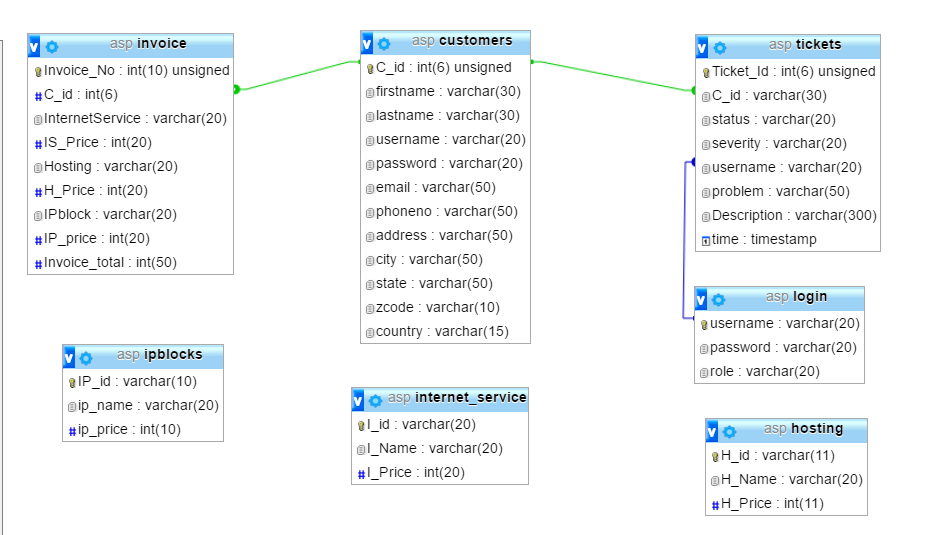 v asp invoice
Invoice_No : int(10) unsigned
# C_id : int(6)
InternetService : varchar(20)
# IS_Price : int(20)
Hosting : varchar(20)
# H_Price : int(20)
IPblock : varchar(20)
# IP_price : int(20)
# Invoice_total : int(50)
v asp customers
C_id : int(6) unsigned
firstname : varchar(30)
lastname : varchar(30)
username : varchar(20)
password : varchar(20)
email : varchar(50)
phoneno : varchar(50)
address : varchar(50)
city : varchar(50)
state : varchar(50)
zcode : varchar(10)
country : varchar(15)
v asp tickets
Ticket_Id : int(6) unsigned
C_id : varchar(30)
status : varchar(20)
severity : varchar(20)
username : varchar(20)
problem : varchar(50)
Description : varchar(300)
time : timestamp
v asp login
username : varchar(20)
password : varchar(20)
role : varchar(20)
v asp ipblocks
IP_id : varchar(10)
ip_name : varchar(20)
# ip_price : int(10)
v asp internet_service
I_id : varchar(20)
I_Name : varchar(20)
# I_Price : int(20)
v asp hosting
H_id : varchar(11)
H_Name : varchar(20)
# H_Price : int(11)